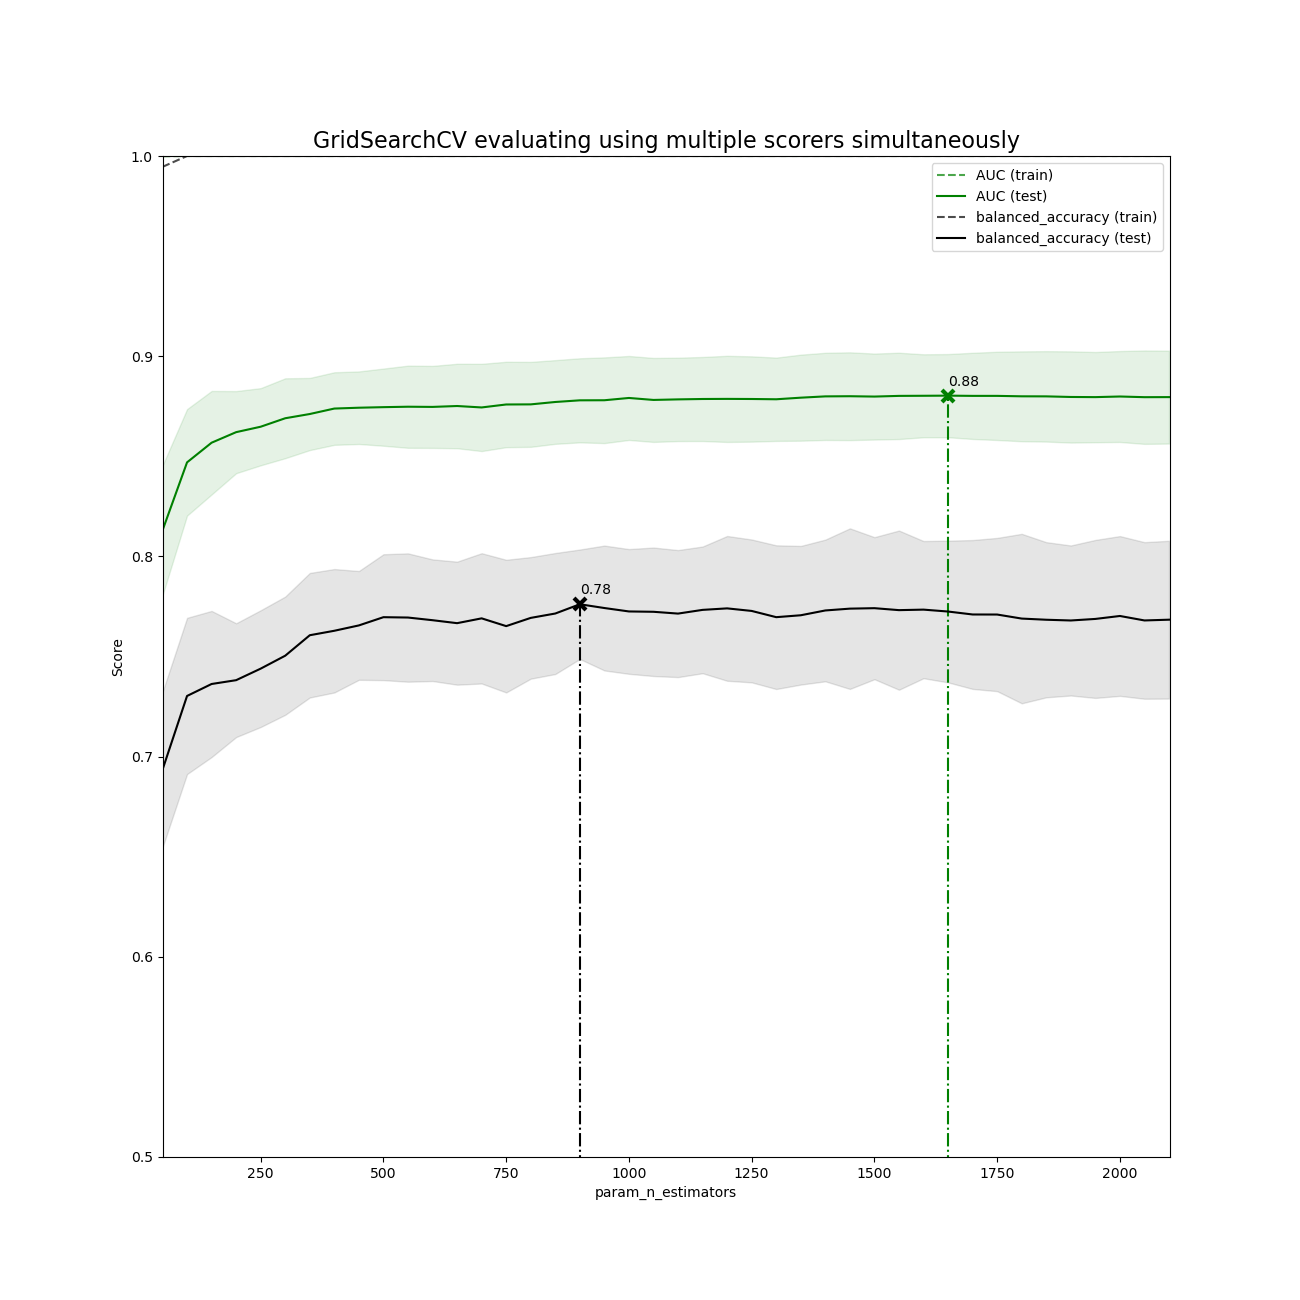 GridSearchCV evaluating using multiple scorers simultaneously
1.0
0.9
0.8
0.7
0.6
0.5
Score
AUC (train)
AUC (test)
balanced_accuracy (train)
balanced_accuracy (test)
0.88
0.78
250 500 750 1000 1250 1500 1750 2000
param_n_estimators